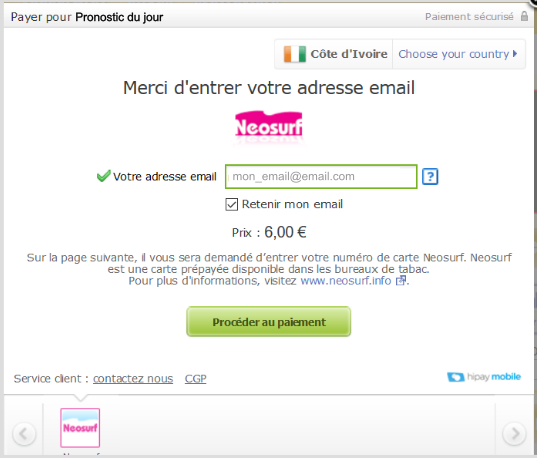 Payer pour Pronostic du jour
Paiement sécurisé
Côte d'Ivoire
Choose your country
Merci d'entrer votre adresse email
Neosurf
Votre adresse email
mon_email@email.com
?
Retenir mon email
Prix : 6,00 €
Sur la page suivante, il vous sera demandé d'entrer votre numéro de carte Neosurf. Neosurf
est une carte prépayée disponible dans les bureaux de tabac.
Pour plus d'informations, visitez www.neosurf.info.
Procéder au paiement
Service client : contactez nous CGP
hipay mobile
Neosurf